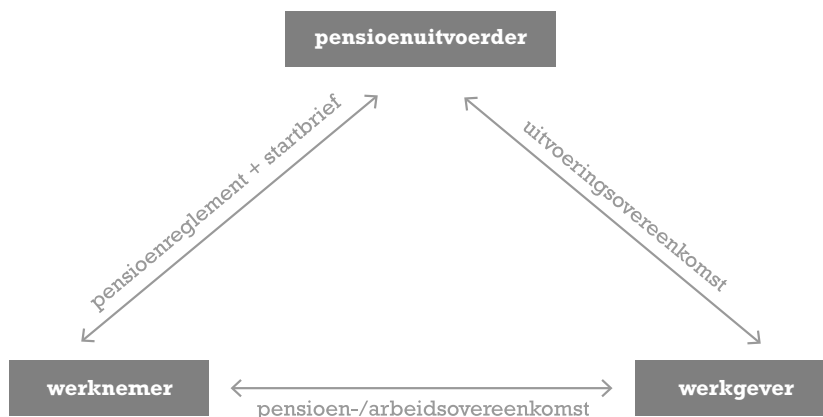 pensioenuitvoerder
pensioenreglement + startbrief
uitvoeringsovereenkomst
werknemer
werkgever
pensioen-/arbeidsovereenkomst